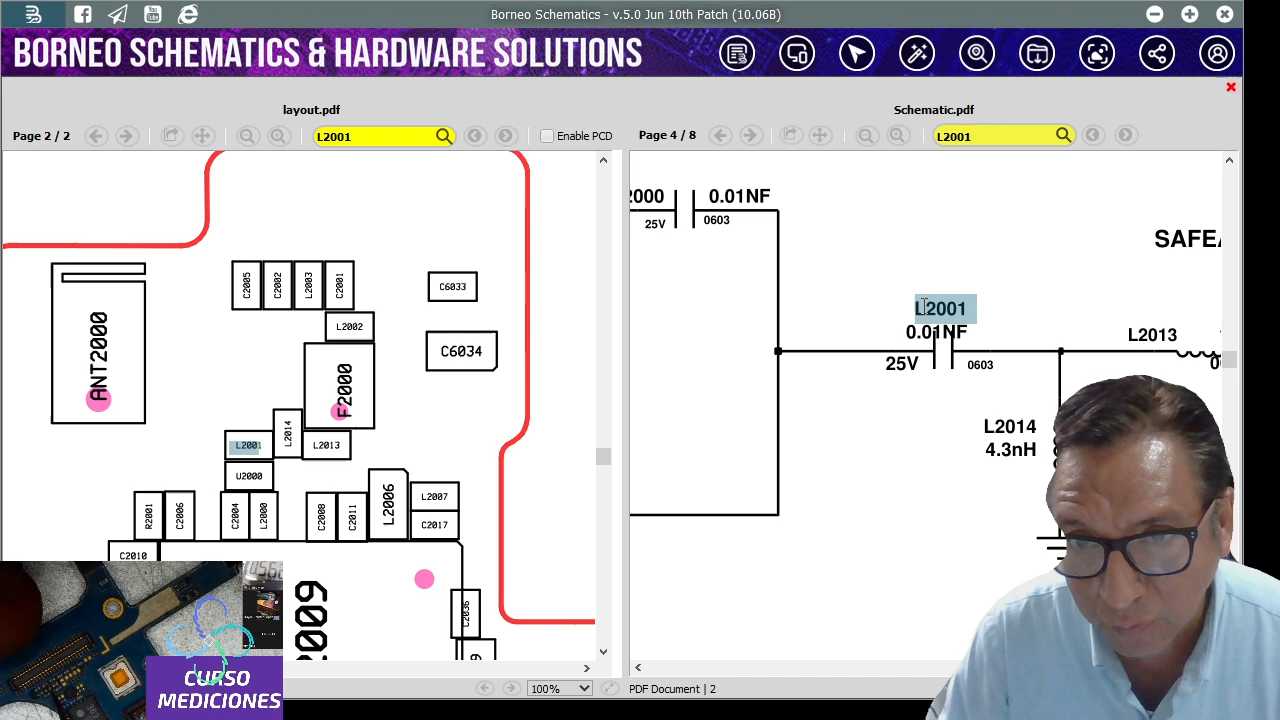 Borneo Schematics - v.5.0 Jun 10th Patch (10.06B)
BORNEO SCHEMATICS & HARDWARE SOLUTIONS
layout.pdf
Schematic.pdf
Page 2 / 2
L2001
Enable PCD
Page 4 / 8
L2001
ANT2000
C2005
C2002
L2003
C2001
C6033
L2002
C6034
F2000
L2014
L2001
L2013
U2000
R2001
C2006
C2004
L2000
C2008
C2011
L2006
L2007
C2017
C2010
2009
C2036
2000
0.01NF
25V
0603
SAFEA
L2001
0.01NF
25V
0603
L2013
L2014
4.3nH
CURSO
MEDICIONES
100%
PDF Document | 2